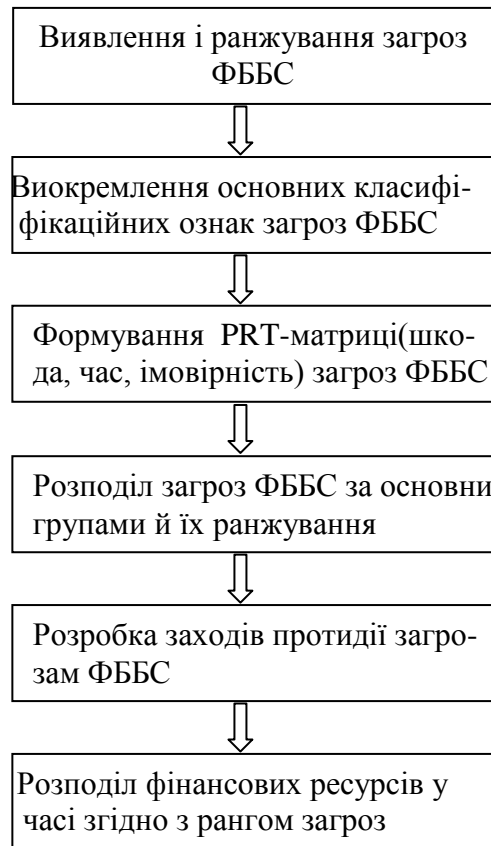 Виявлення і ранжування загроз
ФББС
Виокремлення основних класифі-
фікаційних ознак загроз ФББС
Формування PRT-матриці(шко-
да, час, імовірність) загроз ФББС
Розподіл загроз ФББС за основни
групами й їх ранжування
Розробка заходів протидії загро-
зам ФББС
Розподіл фінансових ресурсів у
часі згідно з рангом загроз